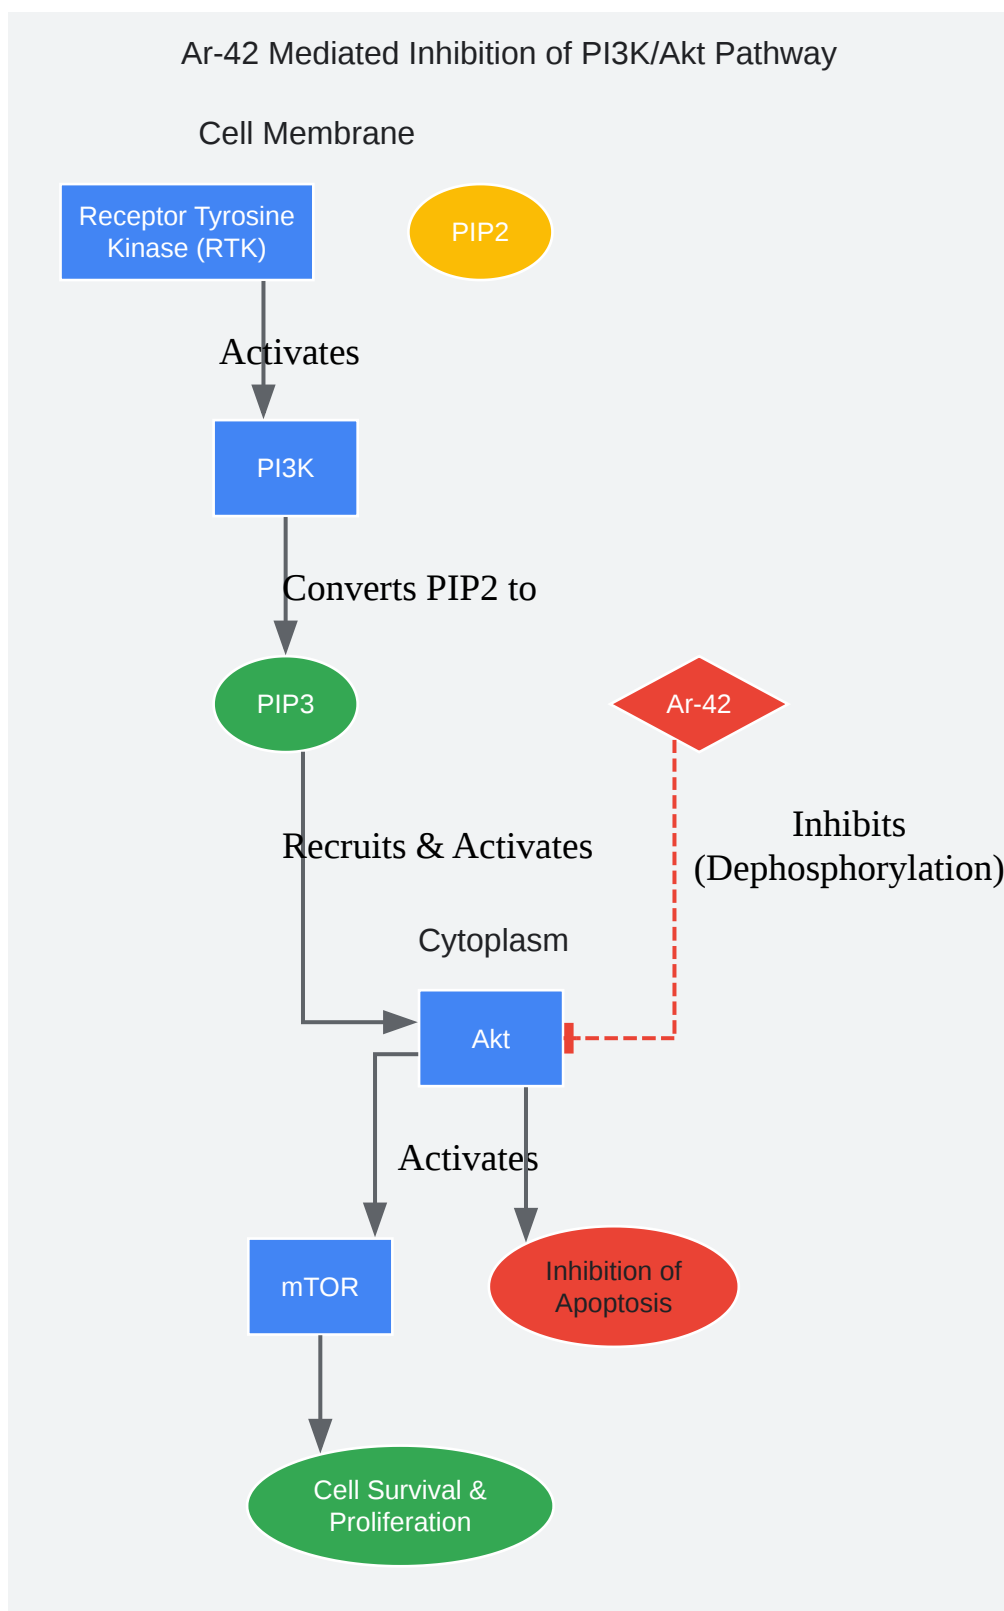 Ar-42 Mediated Inhibition of PI3K/Akt Pathway
Cell Membrane
Receptor Tyrosine
Kinase (RTK)
PIP2
Activates
PI3K
Converts PIP2 to
PIP3
Ar-42
Inhibits
(Dephosphorylation)
Recruits & Activates
Cytoplasm
Akt
Activates
mTOR
Inhibition of
Apoptosis
Cell Survival &
Proliferation